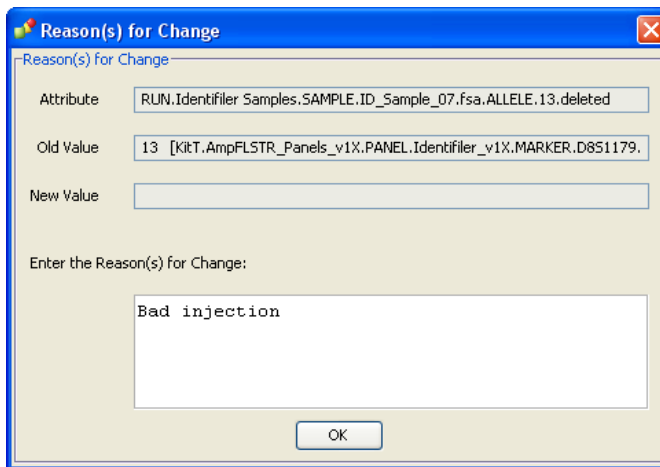 Reason(s) for Change
Reason(s) for Change
Attribute RUN.Identifiler Samples.SAMPLE.ID_Sample_07.fsa.ALLELE.13.deleted
Old Value 13 [KitT.AmpFLSTR_Panels_v1X.PANEL.Identifiler_v1X.MARKER.D8S1179.
New Value
Enter the Reason(s) for Change:
Bad injection
OK